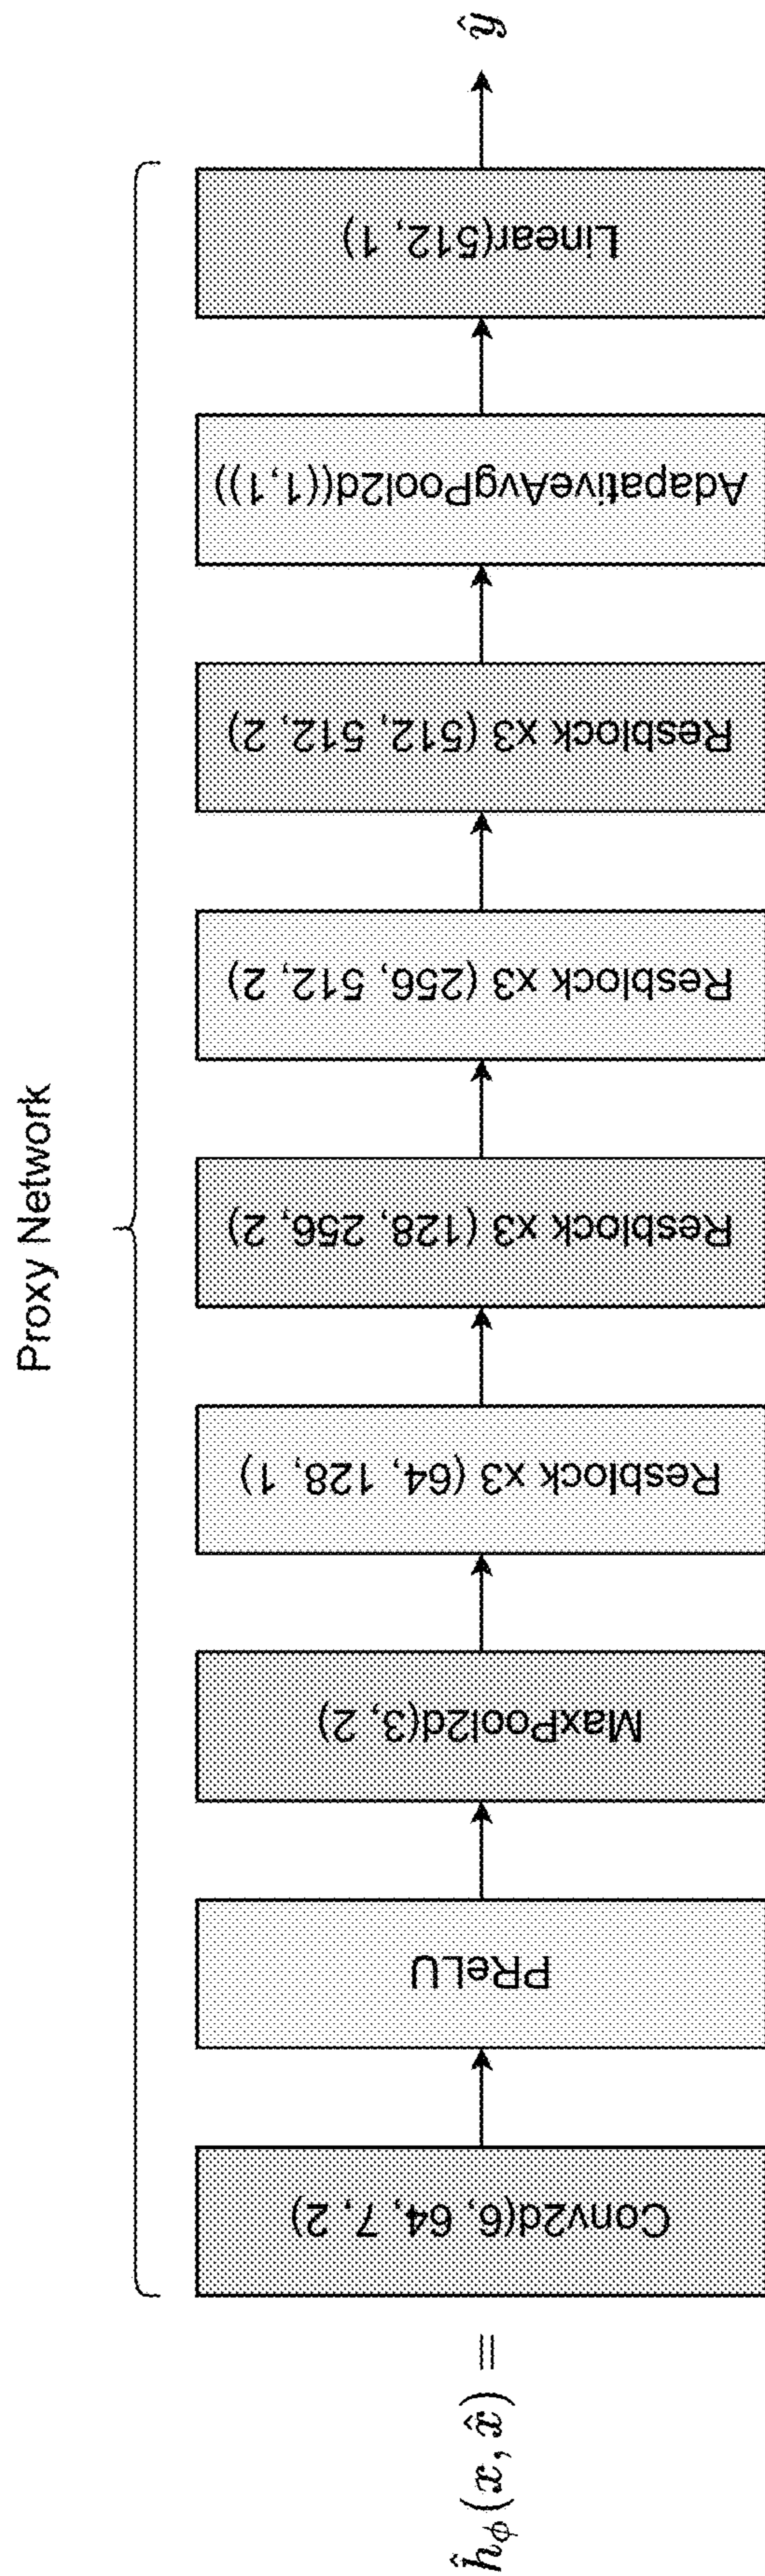 Proxy Network
ĥ_ϕ(x, x̂) =
Conv2d(6, 64, 7, 2)
PReLU
MaxPool2d(3, 2)
Resblock x3 (64, 128, 1)
Resblock x3 (128, 256, 2)
Resblock x3 (256, 512, 2)
Resblock x3 (512, 512, 2)
AdapativeAvgPool2d((1,1))
Linear(512, 1)
ŷ